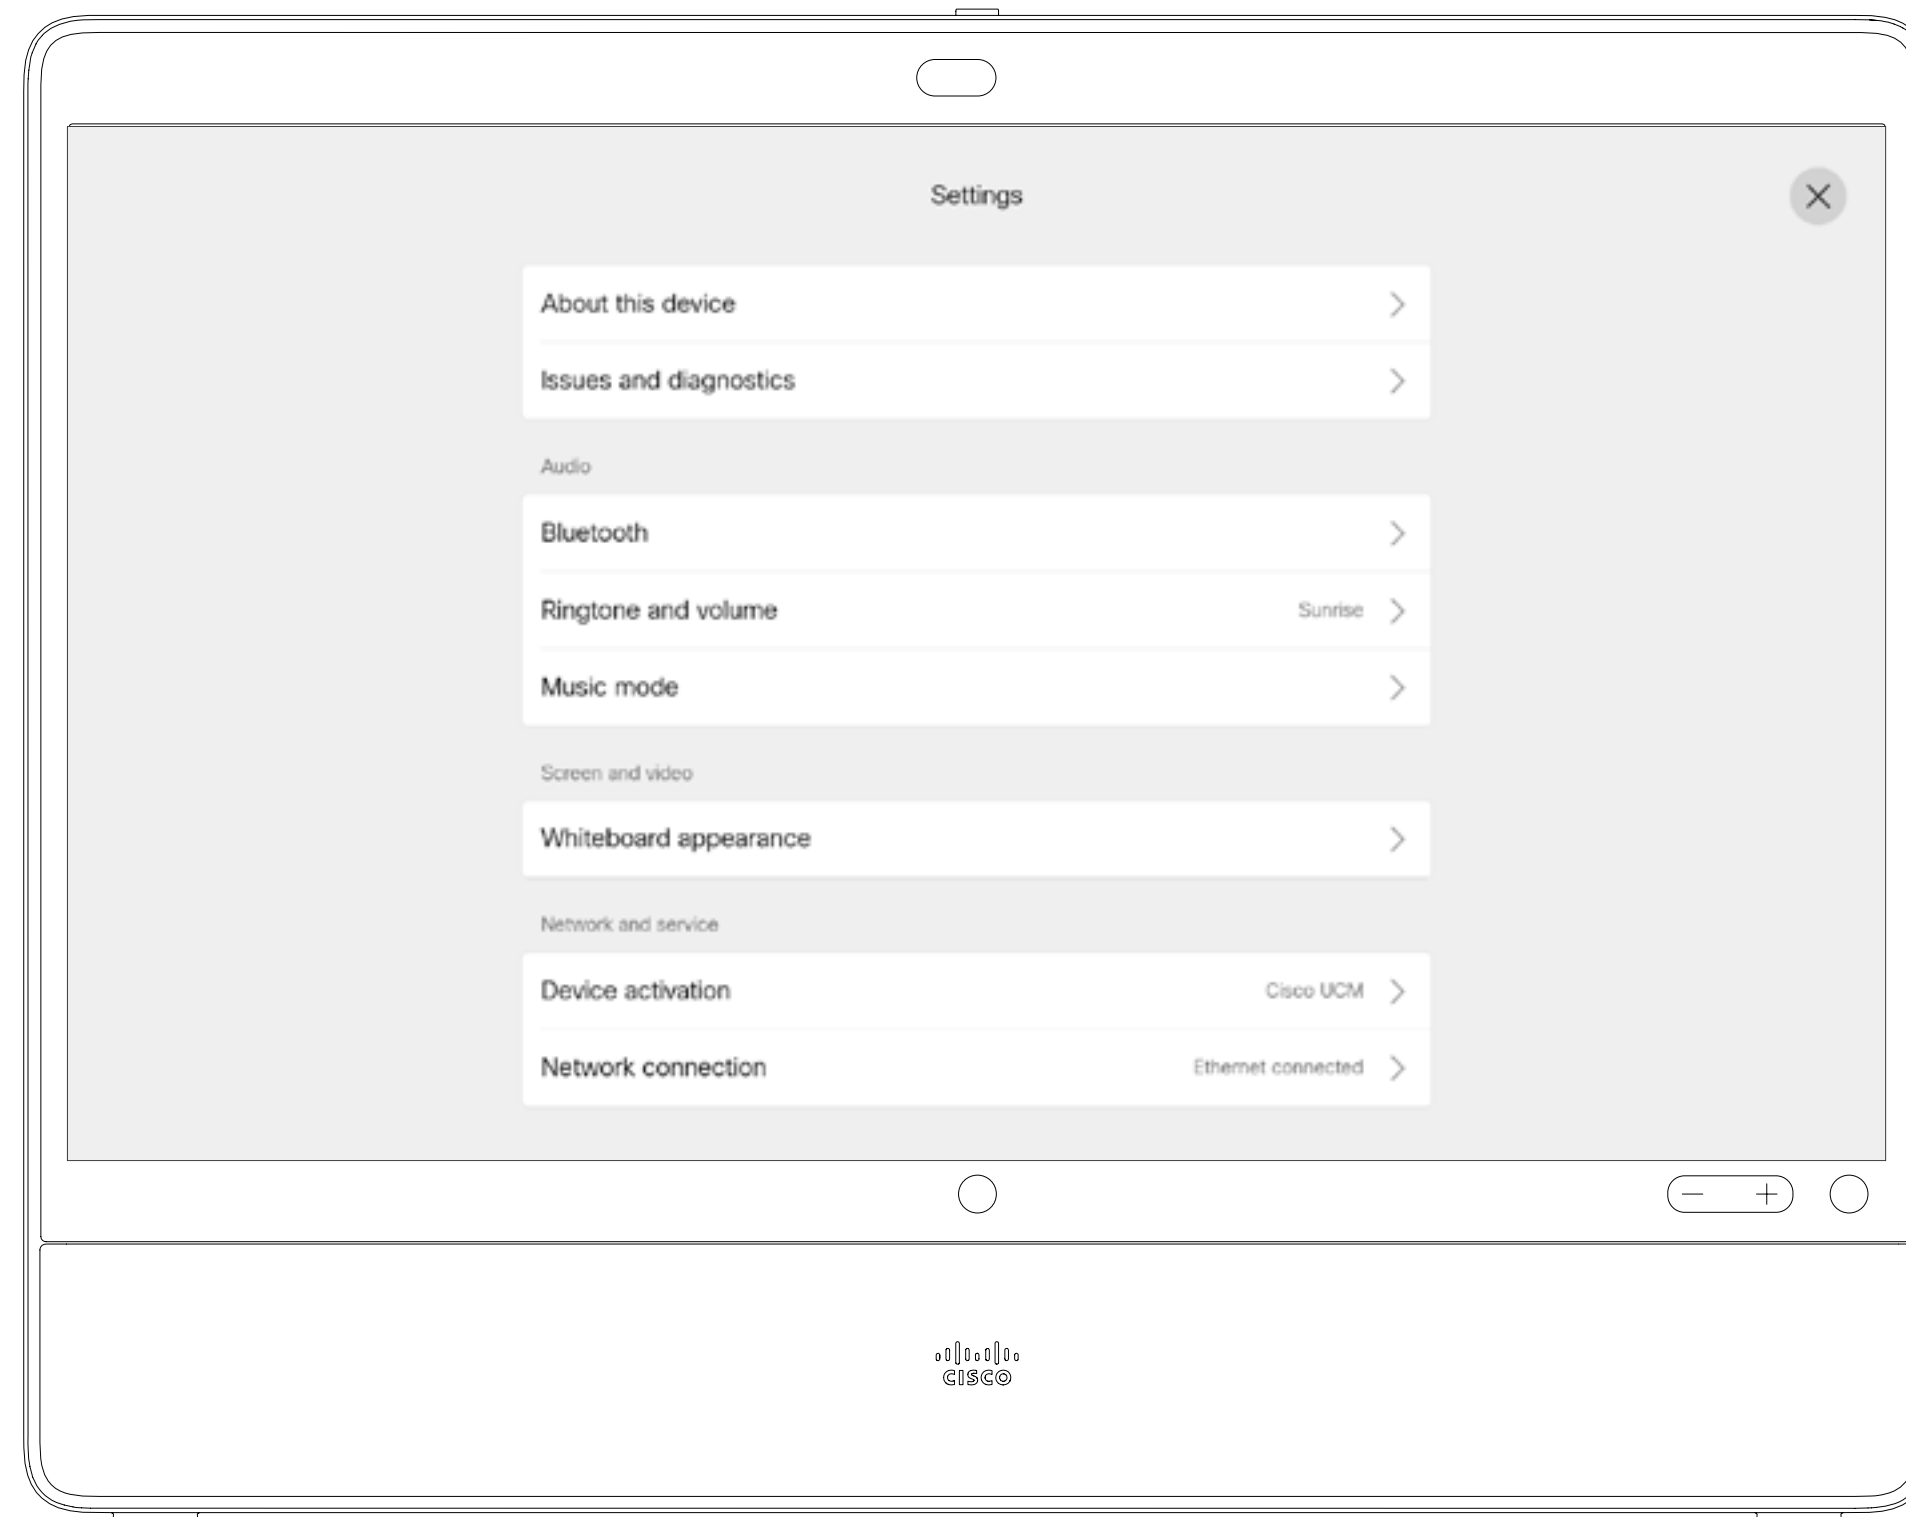 Settings
About this device
Issues and diagnostics
Audio
Bluetooth
Ringtone and volume Sunrise
Music mode
Screen and video
Whiteboard appearance
Network and service
Device activation Cisco UCM
Network connection Ethernet connected
CISCO